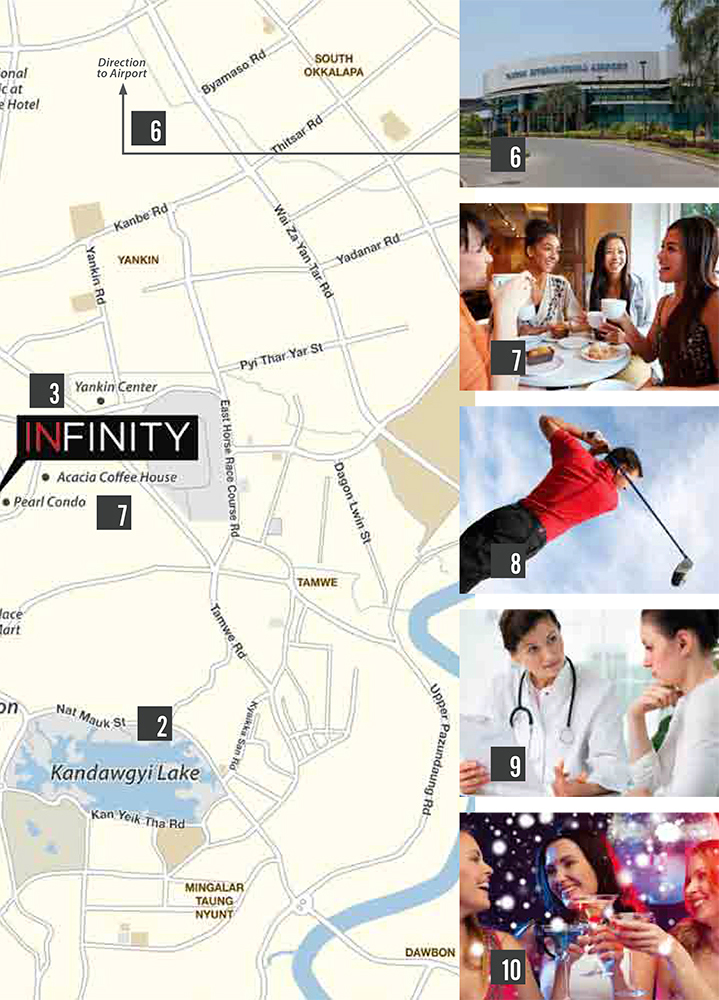 Direction
to Airport
6
Byamaso Rd
SOUTH
OKKALAPA
onal
ic at
e Hotel
Thitsar Rd
Kanbe Rd
Yankin Rd
YANKIN
Wai Za Yan Tar Rd
Yadanar Rd
Pyi Thar Yar St
3
Yankin Center
INFINITY
East Horse Race Course Rd
Acacia Coffee House
Pearl Condo
7
Dagon Lwin St
TAMWE
Tamwe Rd
lace
Mart
on
Nat Mauk St
2
Kyaikka San Rd
Upper Pazundaung Rd
Kandawgyi Lake
Kan Yeik Tha Rd
MINGALAR
TAUNG
NYUNT
DAWBON
INTERNATIONAL AIRPORT
6
7
8
9
10